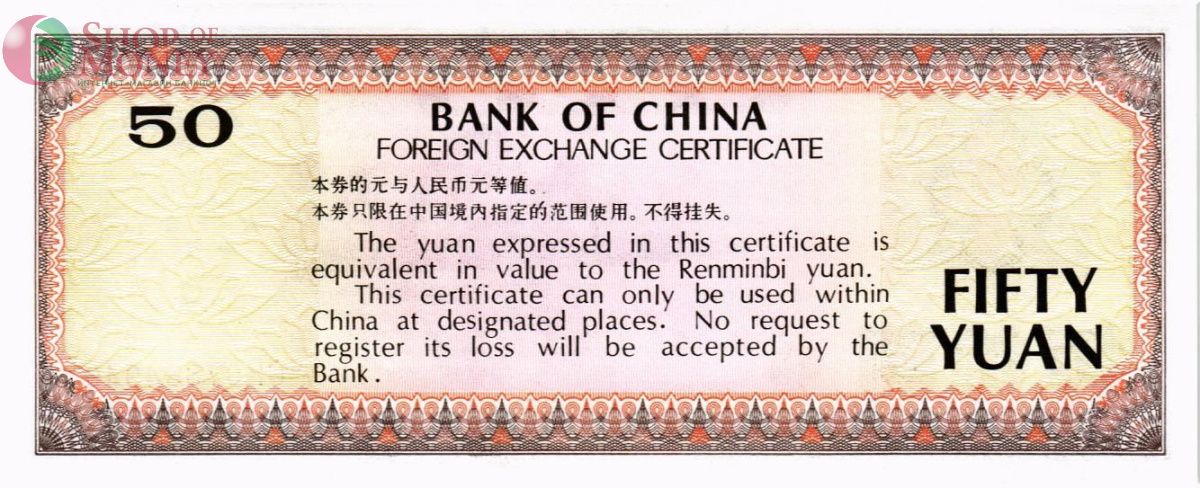 SHOP OF
MONEY
ИНТЕРНЕТ-МАГАЗИН БАНКНОТ
50
BANK OF CHINA
FOREIGN EXCHANGE CERTIFICATE
本券的元与人民币元等值。
本券只限在中国境内指定的范围使用。不得挂失。
The yuan expressed in this certificate is
equivalent in value to the Renminbi yuan.
This certificate can only be used within
China at designated places. No request to
register its loss will be accepted by the
Bank.
FIFTY
YUAN